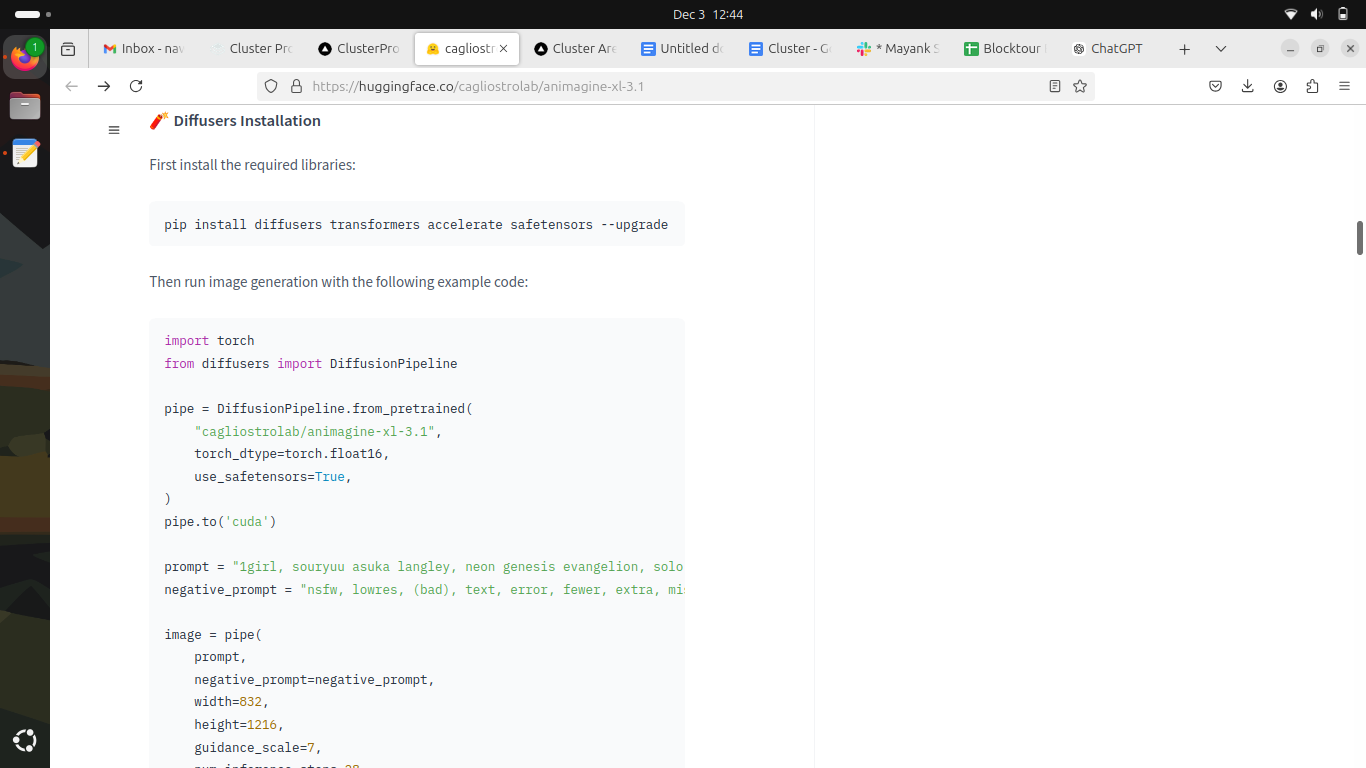 Dec 3 12:44
1
Inbox - nav
Cluster Pro
ClusterPro
cagliostr
Cluster Are
Untitled do
Cluster - Go
* Mayank S
Blocktour
ChatGPT
https://huggingface.co/cagliostrolab/animagine-xl-3.1
Diffusers Installation
First install the required libraries:
pip install diffusers transformers accelerate safetensors --upgrade
Then run image generation with the following example code:
import torch
from diffusers import DiffusionPipeline
pipe = DiffusionPipeline.from_pretrained(
"cagliostrolab/animagine-xl-3.1",
torch_dtype=torch.float16,
use_safetensors=True,
)
pipe.to('cuda')
prompt = "1girl, souryuu asuka langley, neon genesis evangelion, solo
negative_prompt = "nsfw, lowres, (bad), text, error, fewer, extra, mis
image = pipe(
prompt,
negative_prompt=negative_prompt,
width=832,
height=1216,
guidance_scale=7,
num_inference_steps=28